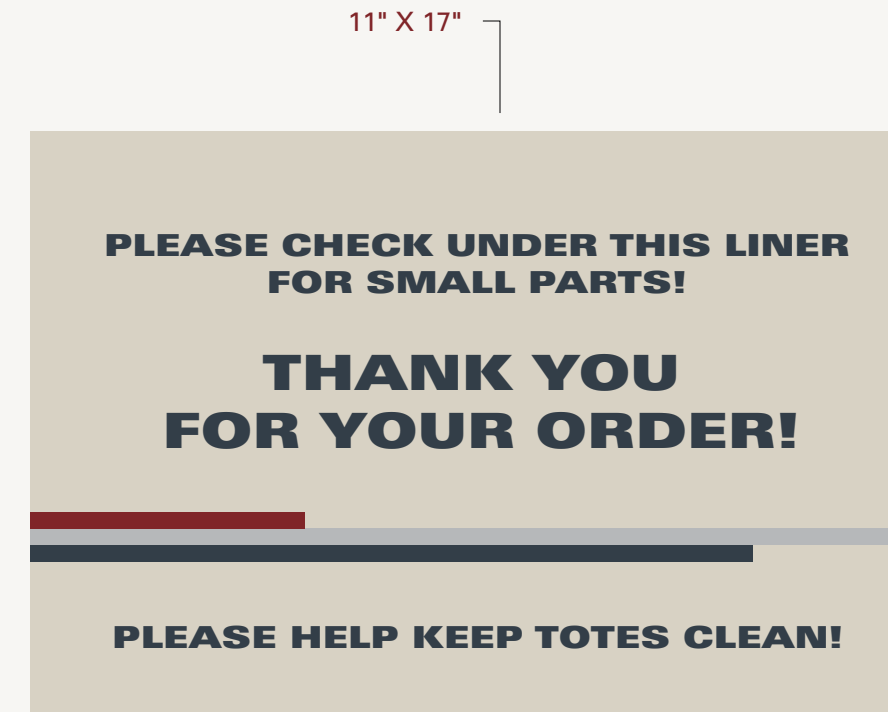 11" X 17"
PLEASE CHECK UNDER THIS LINER
FOR SMALL PARTS!
THANK YOU
FOR YOUR ORDER!
PLEASE HELP KEEP TOTES CLEAN!